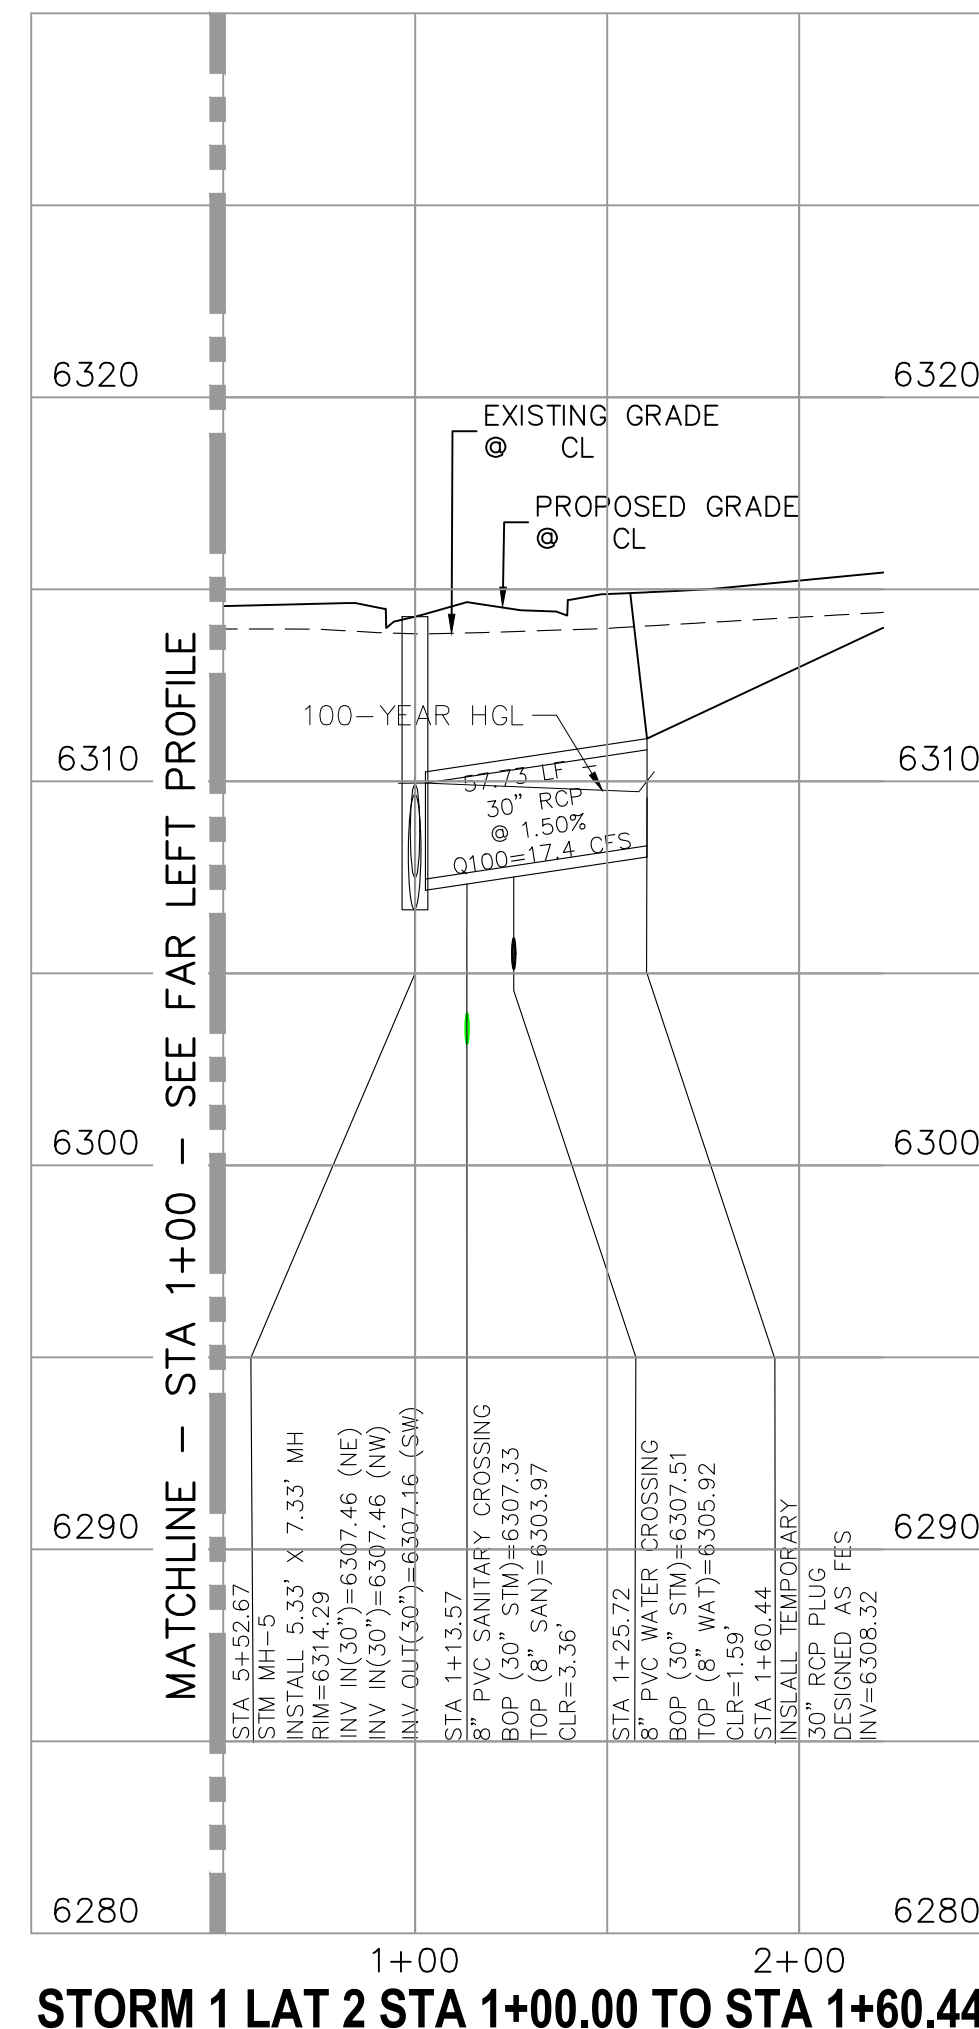 6320
6320
EXISTING GRADE
@ CL
PROPOSED GRADE
@ CL
100-YEAR HGL
6310
6310
57.73 LF -
30" RCP
@ 1.50%
Q100=17.4 CFS
6300
6300
MATCHLINE - STA 1+00 - SEE FAR LEFT PROFILE
6290
6290
STA 5+52.67
STM MH-5
INSTALL 5.33' X 7.33' MH
RIM=6314.29
INV IN(30")=6307.46 (NE)
INV IN(30")=6307.46 (NW)
INV OUT(30")=6307.16 (SW)
STA 1+13.57
8" PVC SANITARY CROSSING
BOP (30" STM)=6307.33
TOP (8" SAN)=6303.97
CLR=3.36'
STA 1+25.72
8" PVC WATER CROSSING
BOP (30" STM)=6307.51
TOP (8" WAT)=6305.92
CLR=1.59'
STA 1+60.44
INSLALL TEMPORARY
30" RCP PLUG
DESIGNED AS FES
INV=6308.32
6280
6280
1+00
2+00
STORM 1 LAT 2 STA 1+00.00 TO STA 1+60.44